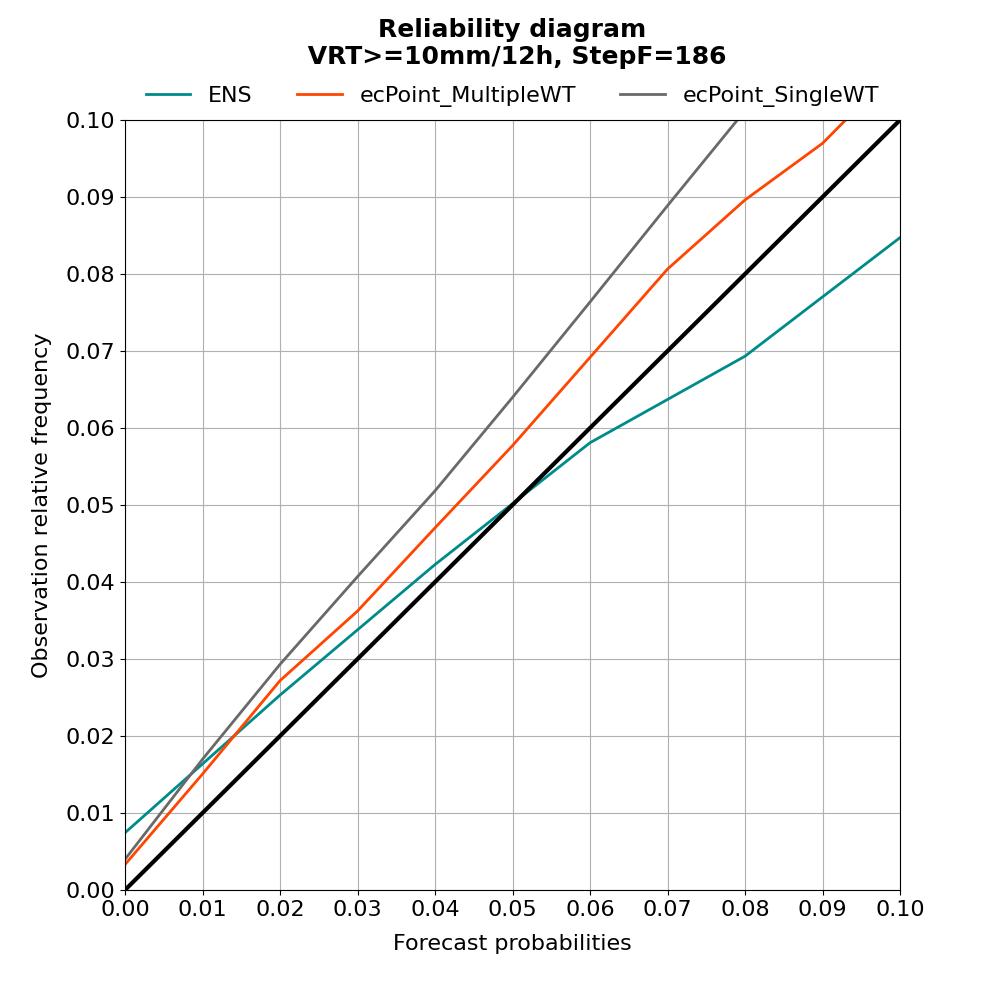 Reliability diagram
VRT>=10mm/12h, StepF=186
ENS ecPoint_MultipleWT ecPoint_SingleWT
0.10
0.09
0.08
0.07
0.06
0.05
0.04
0.03
0.02
0.01
0.00
Observation relative frequency
0.00 0.01 0.02 0.03 0.04 0.05 0.06 0.07 0.08 0.09 0.10
Forecast probabilities